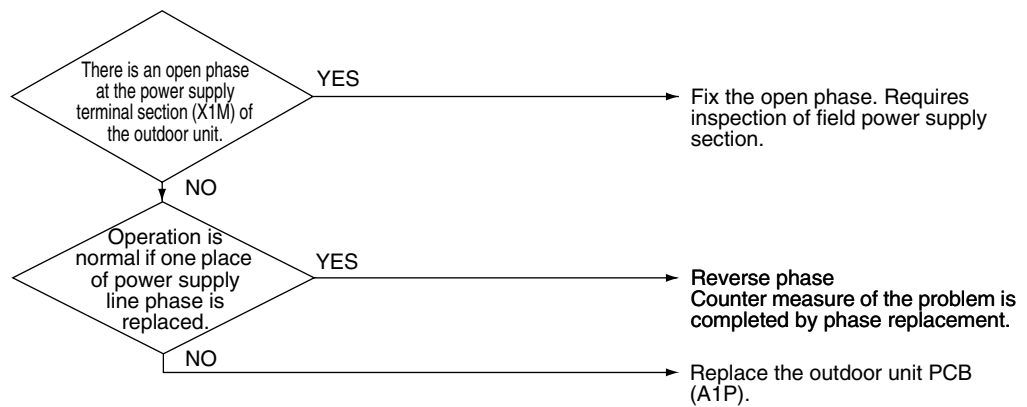 There is an open phase
at the power supply
terminal section (X1M) of
the outdoor unit.
YES
Fix the open phase. Requires
inspection of field power supply
section.
NO
Operation is
normal if one place
of power supply
line phase is
replaced.
YES
Reverse phase
Counter measure of the problem is
completed by phase replacement.
NO
Replace the outdoor unit PCB
(A1P).